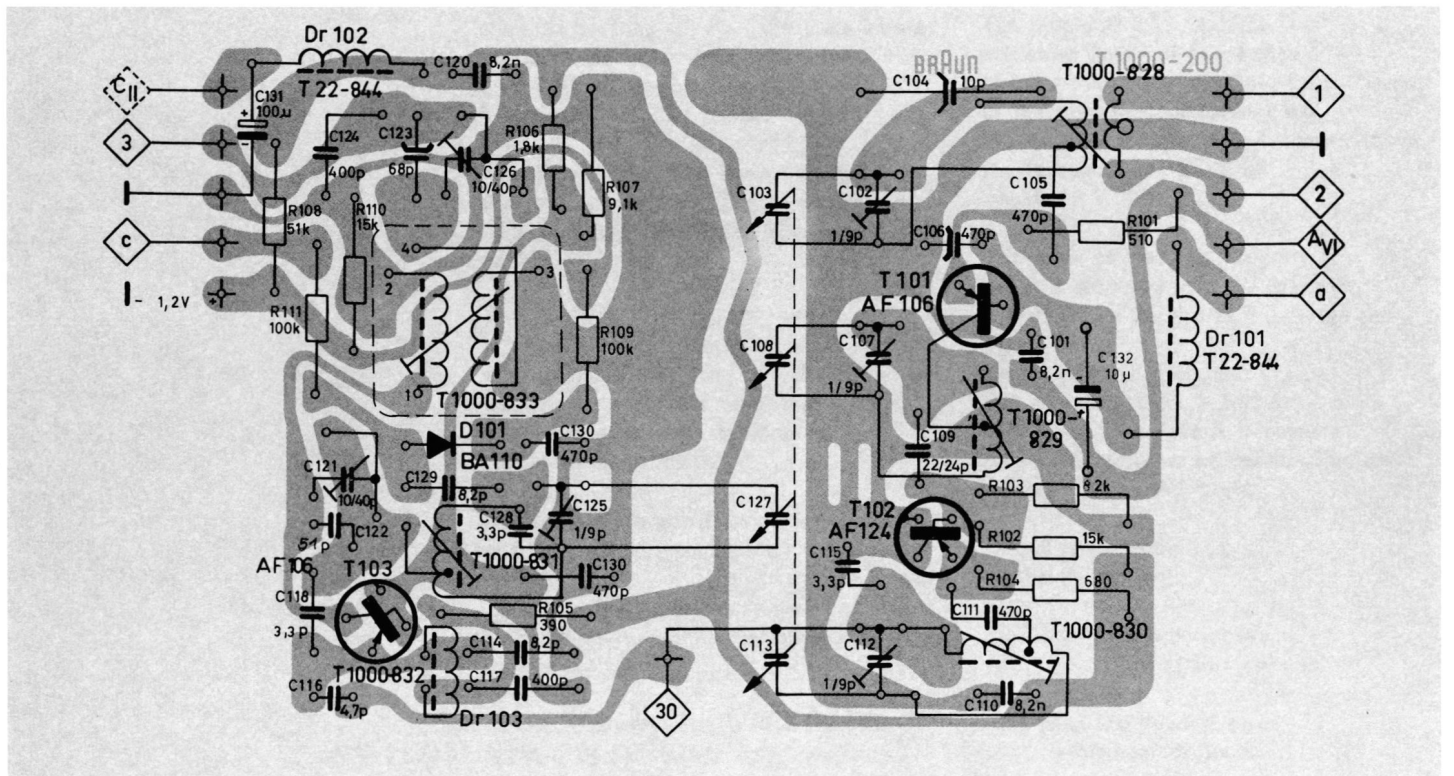 Dr 102
T 22-844
C120
8,2n
BRAUN
T 1000-200
C104
10p
T1000-828
C II
C131
100µ
+
-
1
3
C124
400p
C123
68p
C126
10/40p
R106
1,8k
R107
9,1k
C103
C102
1/9p
C105
470p
2
R108
51k
R110
15k
R101
510
C106
470p
c
A VI
- 1,2V +
a
4
2
3
1
T101
AF106
R111
100k
R109
100k
C108
C107
1/9p
C101
8,2n
C132
10µ
-
+
Dr 101
T22-844
T1000-833
T1000-
829
D101
BA110
C130
470p
C109
22/24p
C121
10/40p
C129
8,2p
C128
3,3p
C125
1/9p
C127
R103
8,2k
T102
AF124
R102
15k
C122
51p
T1000-831
C115
3,3p
AF106
T103
C130
470p
R104
680
C118
3,3p
R105
390
C111
470p
T1000-830
C114
8,2p
C113
C112
1/9p
T1000-832
C117
400p
C116
4,7p
Dr 103
30
C110
8,2n